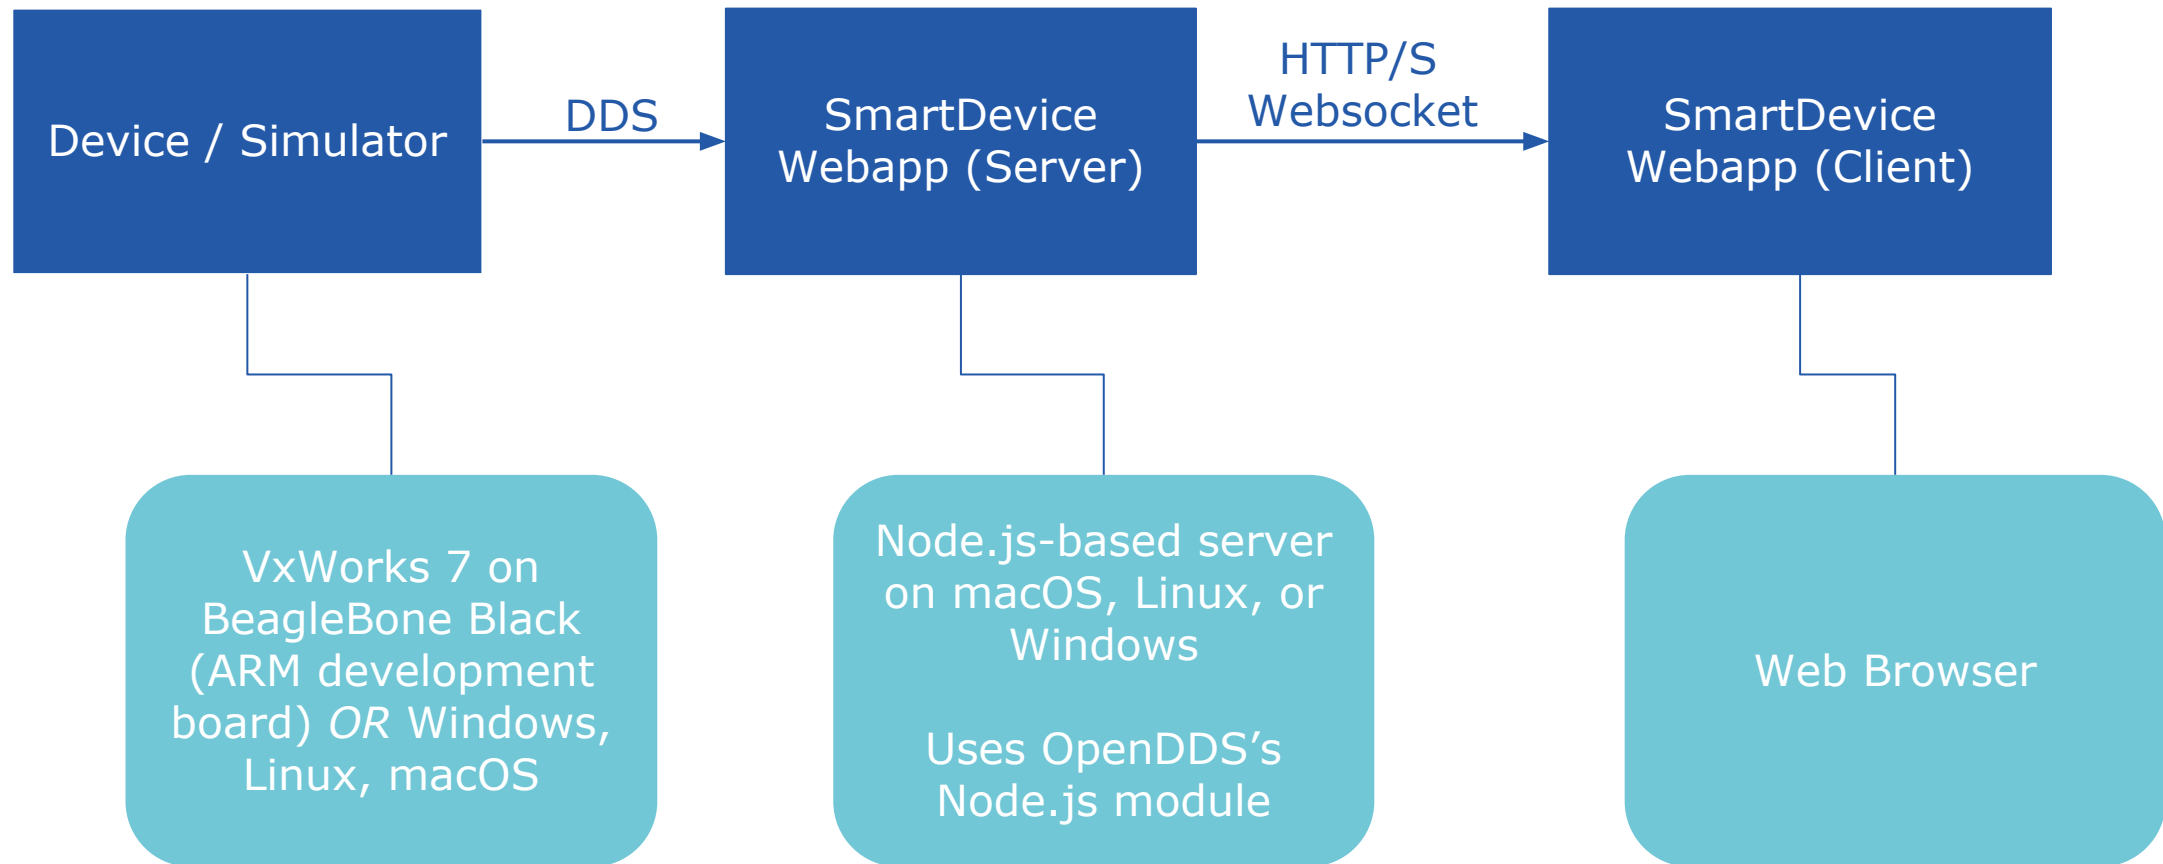 Device / Simulator
DDS
SmartDevice
Webapp (Server)
HTTP/S
Websocket
SmartDevice
Webapp (Client)
VxWorks 7 on
BeagleBone Black
(ARM development
board) OR Windows,
Linux, macOS
Node.js-based server
on macOS, Linux, or
Windows
Uses OpenDDS’s
Node.js module
Web Browser